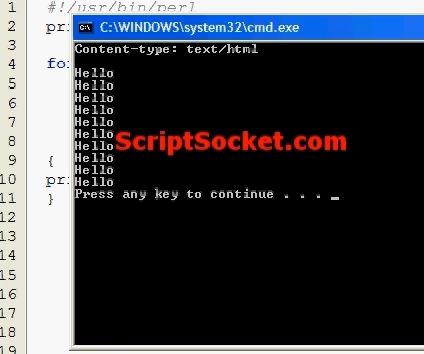 1 #!/usr/bin/perl
2 pri
3
4 fo
5
6
7
8
9 {
10 pri
11 }
12
13
14
15
16
17
18
19
C:\WINDOWS\system32\cmd.exe
Content-type: text/html
Hello
Hello
Hello
Hello
Hello
Hello
Hello
Hello
Hello
Hello
ScriptSocket.com
Press any key to continue . . . _